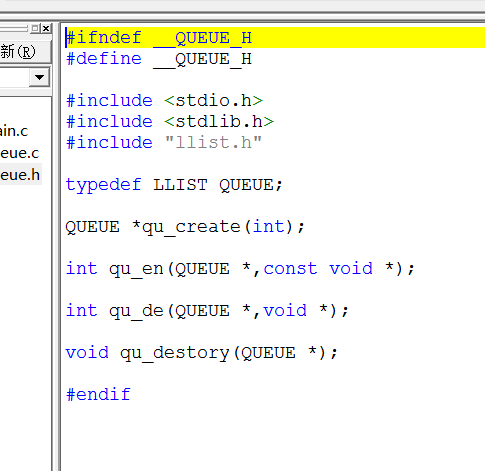 新(R)
ain.c
eue.c
eue.h
#ifndef __QUEUE_H
#define __QUEUE_H
#include <stdio.h>
#include <stdlib.h>
#include "llist.h"
typedef LLIST QUEUE;
QUEUE *qu_create(int);
int qu_en(QUEUE *,const void *);
int qu_de(QUEUE *,void *);
void qu_destory(QUEUE *);
#endif